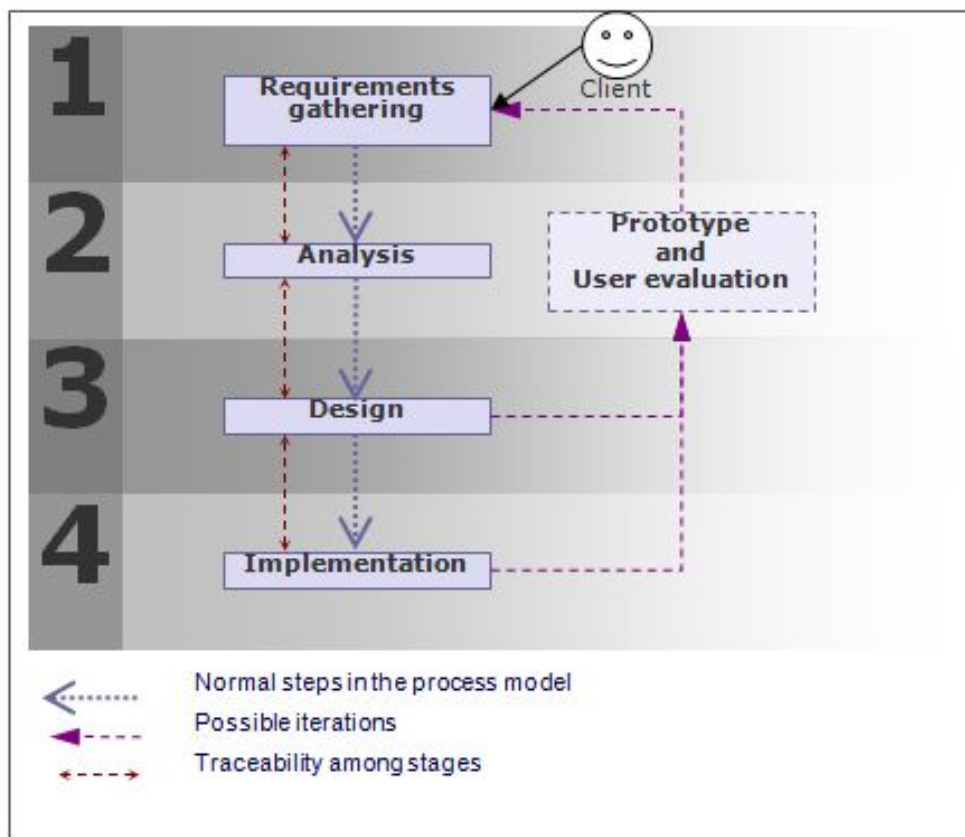 1
Requirements
gathering
Client
2
Analysis
Prototype
and
User evaluation
3
Design
4
Implementation
Normal steps in the process model
Possible iterations
Traceability among stages